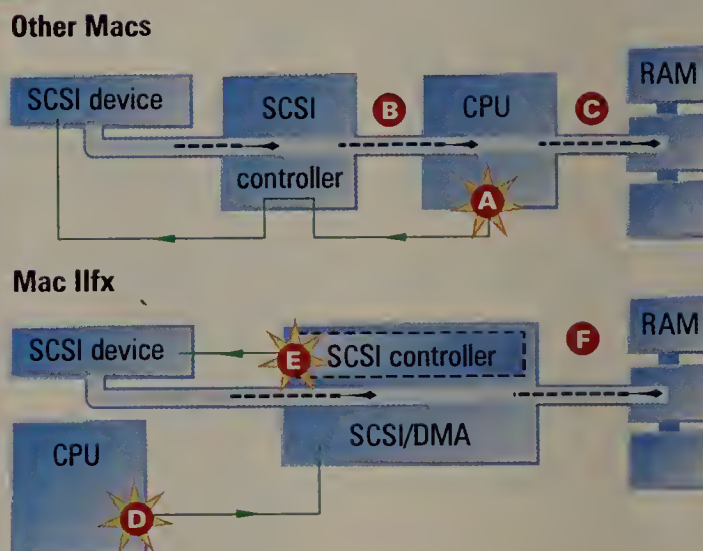 Other Macs
SCSI device
SCSI
controller
B
CPU
A
C
RAM
Mac IIfx
SCSI device
E
SCSI controller
SCSI/DMA
F
RAM
CPU
D